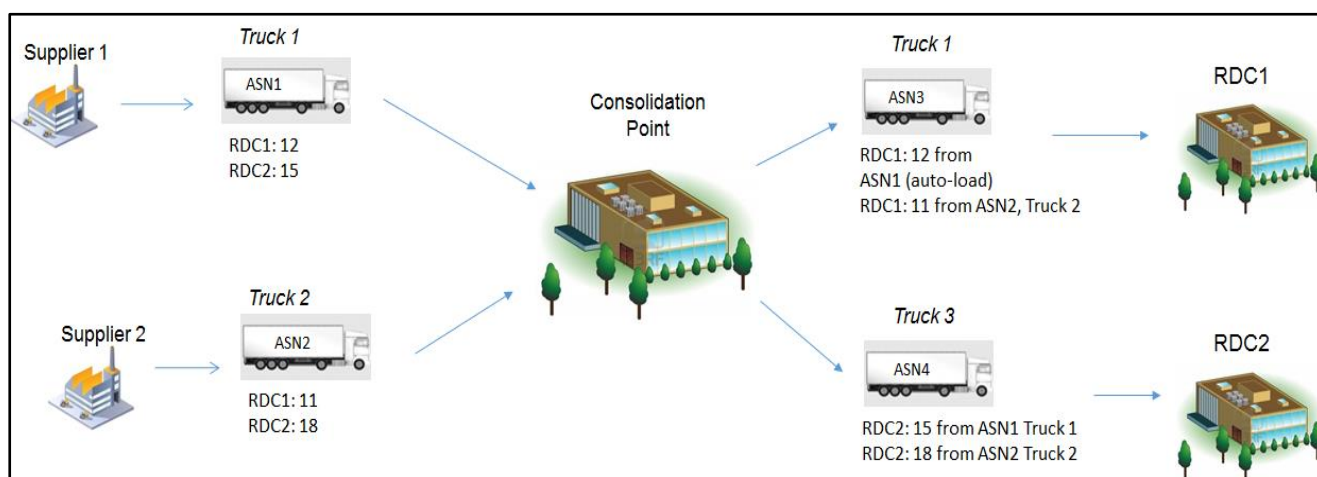 Supplier 1
Truck 1
ASN1
RDC1: 12
RDC2: 15
Supplier 2
Truck 2
ASN2
RDC1: 11
RDC2: 18
Consolidation
Point
Truck 1
ASN3
RDC1: 12 from
ASN1 (auto-load)
RDC1: 11 from ASN2, Truck 2
RDC1
Truck 3
ASN4
RDC2: 15 from ASN1 Truck 1
RDC2: 18 from ASN2 Truck 2
RDC2